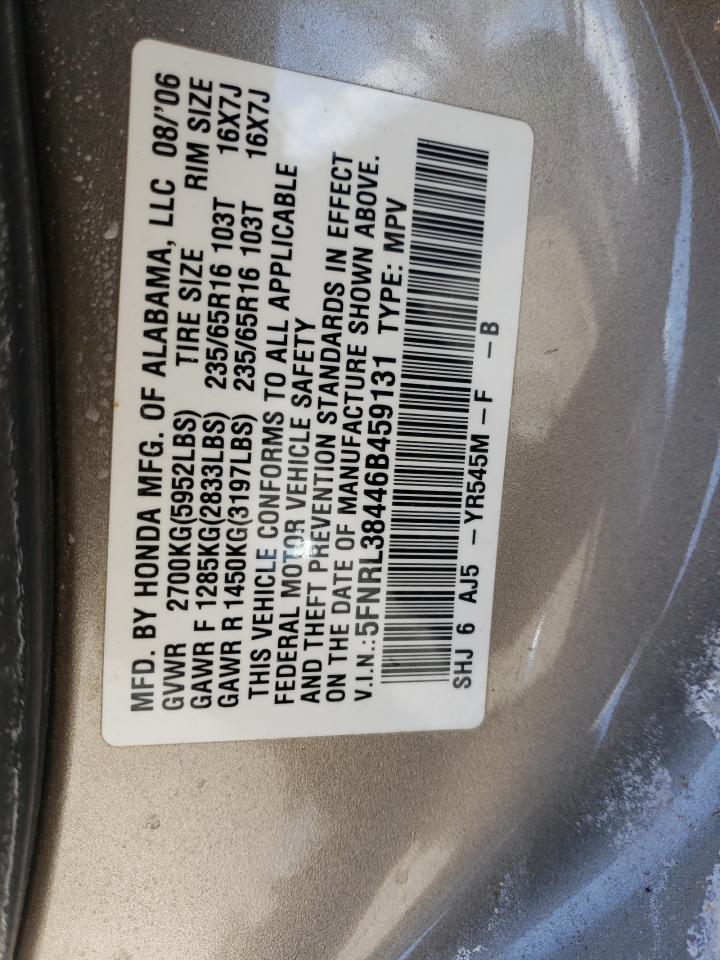 MFD. BY HONDA MFG. OF ALABAMA, LLC 08/'06
GVWR 2700KG(5952LBS) TIRE SIZE RIM SIZE
GAWR F 1285KG(2833LBS) 235/65R16 103T 16X7J
GAWR R 1450KG(3197LBS) 235/65R16 103T 16X7J
THIS VEHICLE CONFORMS TO ALL APPLICABLE
FEDERAL MOTOR VEHICLE SAFETY
AND THEFT PREVENTION STANDARDS IN EFFECT
ON THE DATE OF MANUFACTURE SHOWN ABOVE.
V.I.N.:5FNRL38446B459131 TYPE: MPV
SHJ 6 AJ5 -YR545M-F -B